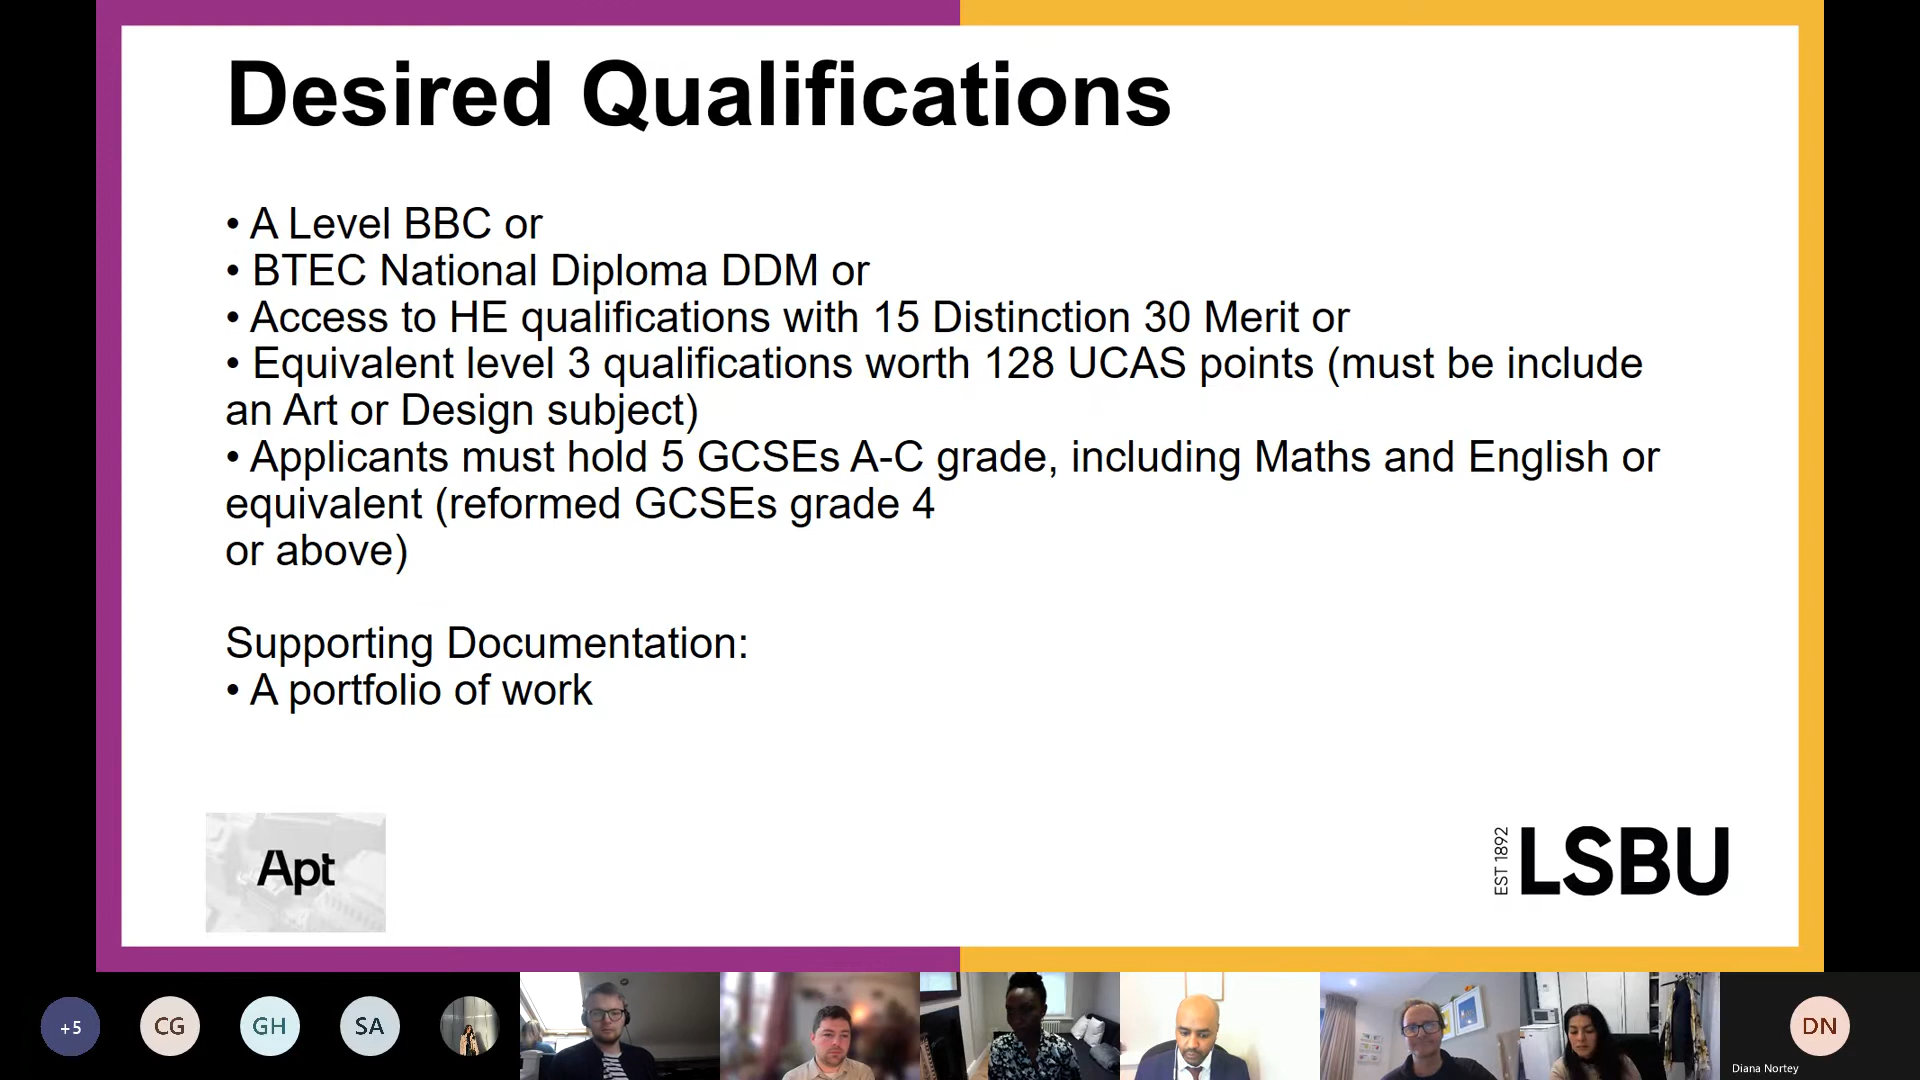 Desired Qualifications
• A Level BBC or
• BTEC National Diploma DDM or
• Access to HE qualifications with 15 Distinction 30 Merit or
• Equivalent level 3 qualifications worth 128 UCAS points (must be include
an Art or Design subject)
• Applicants must hold 5 GCSEs A-C grade, including Maths and English or
equivalent (reformed GCSEs grade 4
or above)
Supporting Documentation:
• A portfolio of work
Apt
EST 1892
LSBU
+5
CG
GH
SA
DN
Diana Nortey